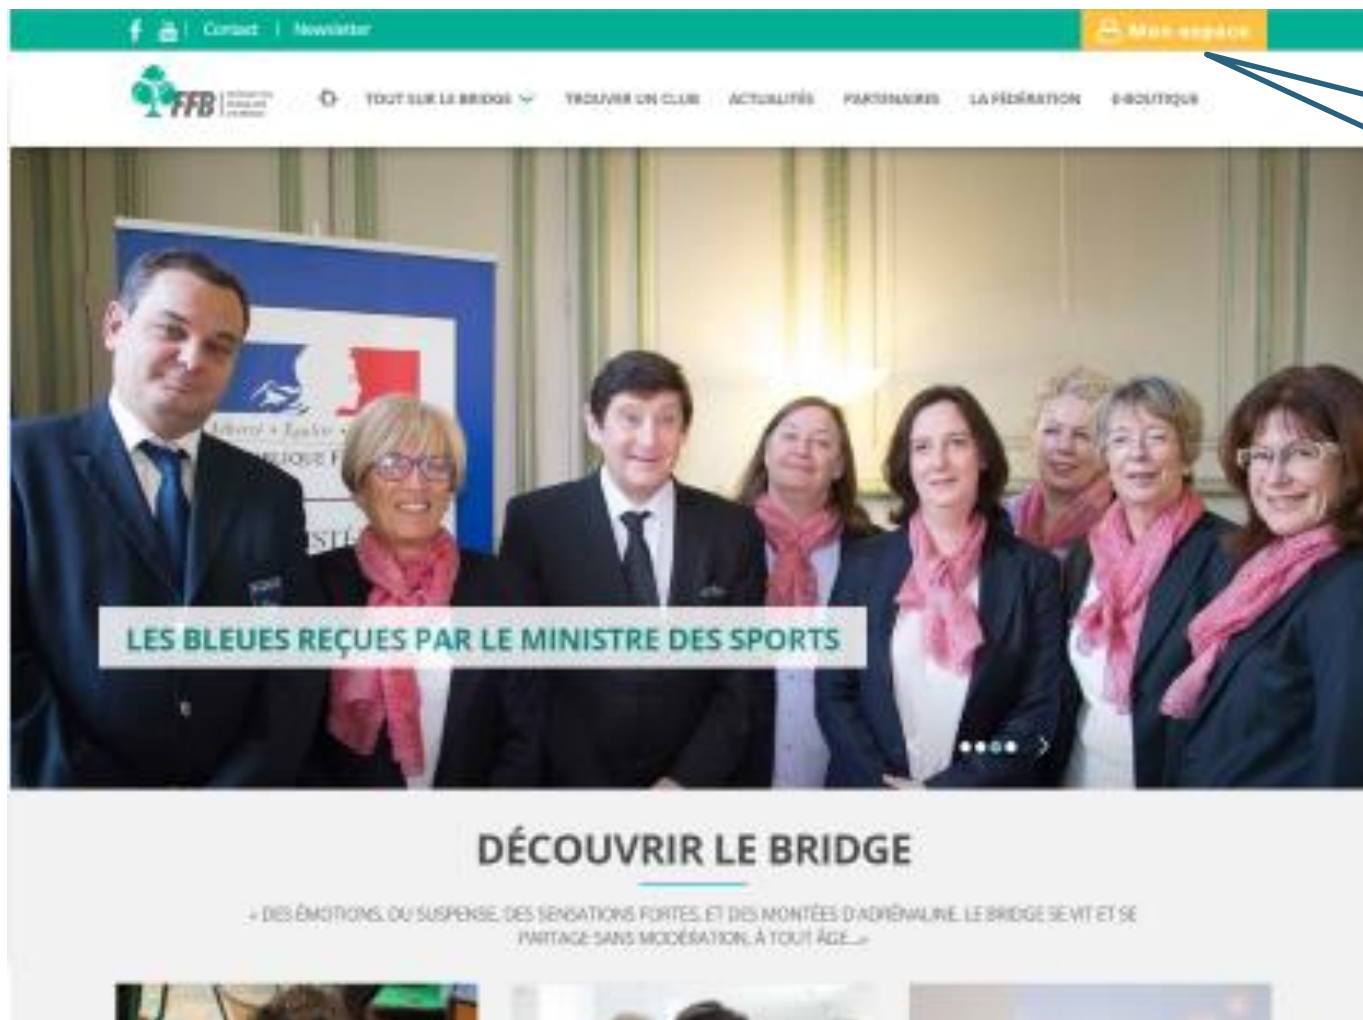 Contact | Newsletter
Mon espace
FFB
TOUT SUR LE BRIDGE
TROUVER UN CLUB
ACTUALITÉS
PARTENAIRES
LA FÉDÉRATION
E-BOUTIQUE
LES BLEUES REÇUES PAR LE MINISTRE DES SPORTS
DÉCOUVRIR LE BRIDGE
« DES ÉMOTIONS, DU SUSPENSE, DES SENSATIONS FORTES, ET DES MONTÉES D'ADRÉNALINE, LE BRIDGE SE VIT ET SE
PARTAGE SANS MODÉRATION, À TOUT ÂGE...»